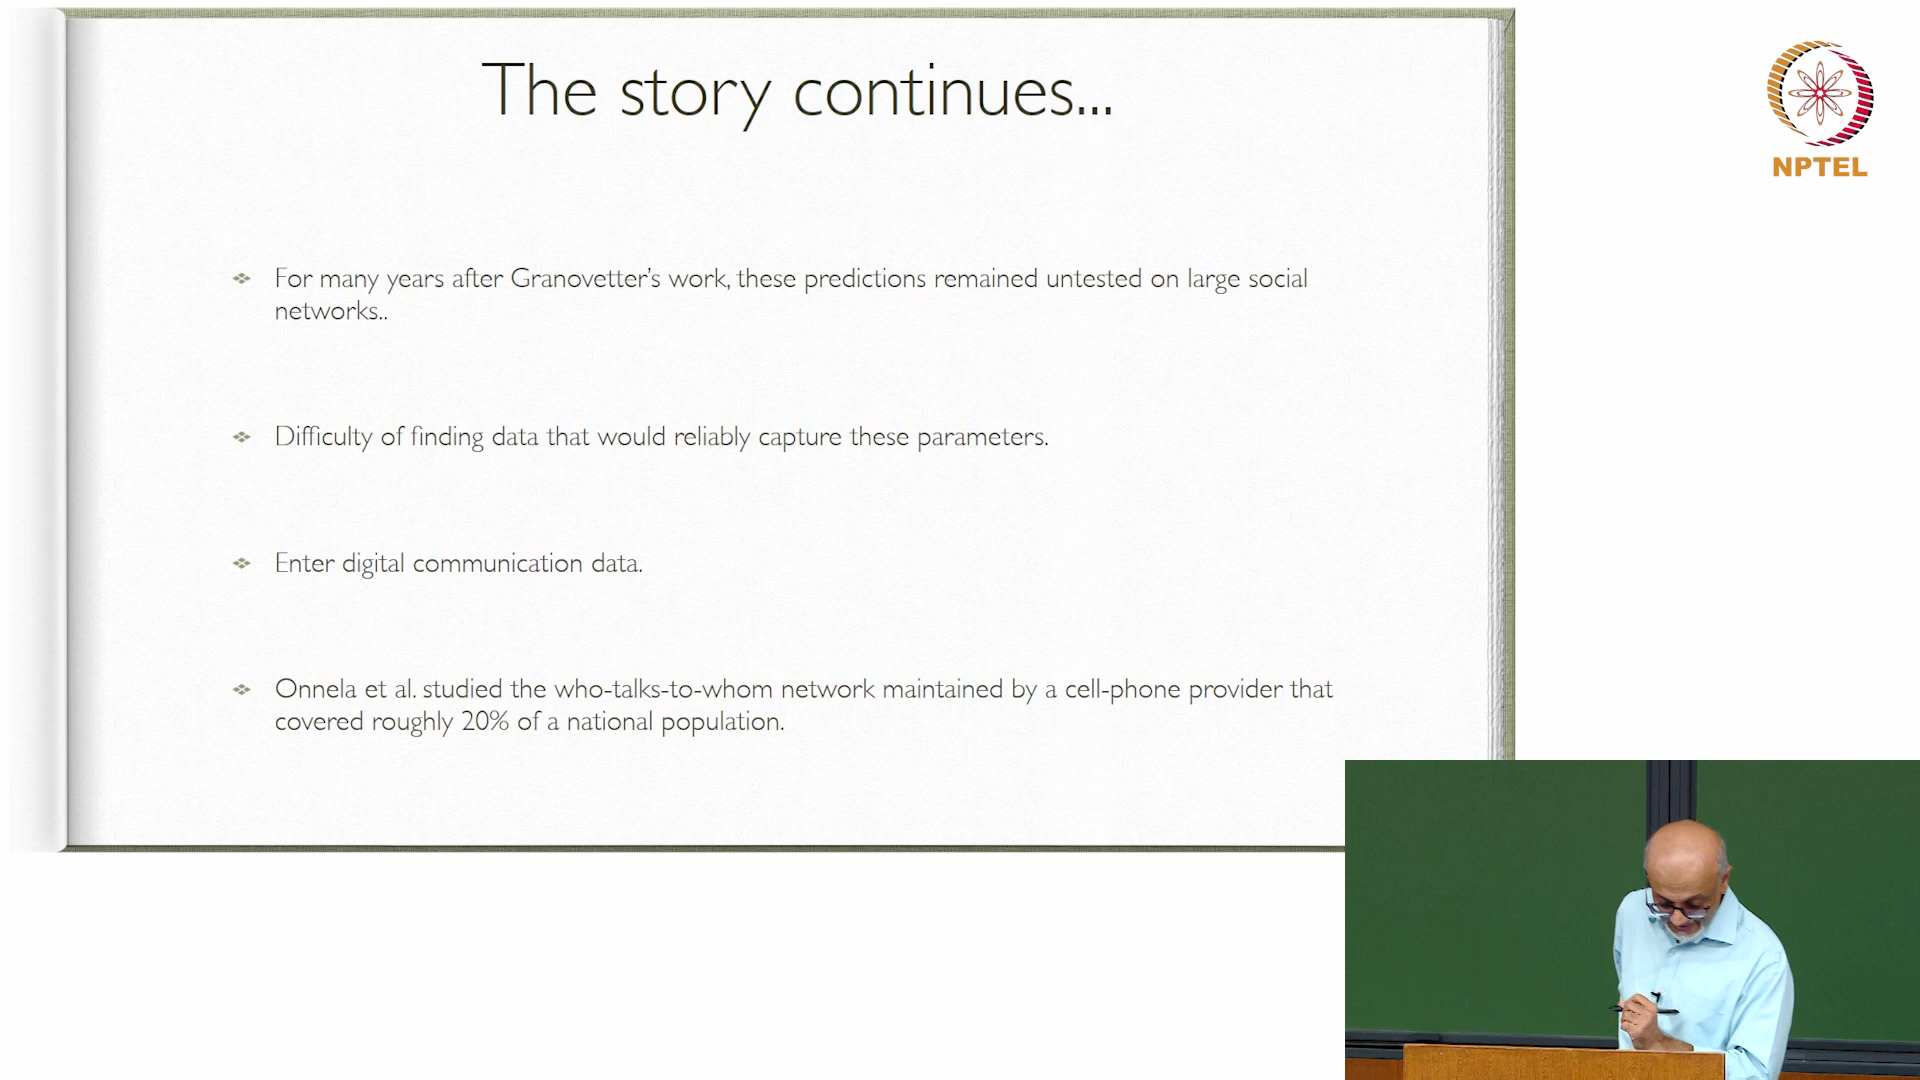 The story continues...
NPTEL
For many years after Granovetter's work, these predictions remained untested on large social
networks..
Difficulty of finding data that would reliably capture these parameters.
Enter digital communication data.
Onnela et al. studied the who-talks-to-whom network maintained by a cell-phone provider that
covered roughly 20% of a national population.